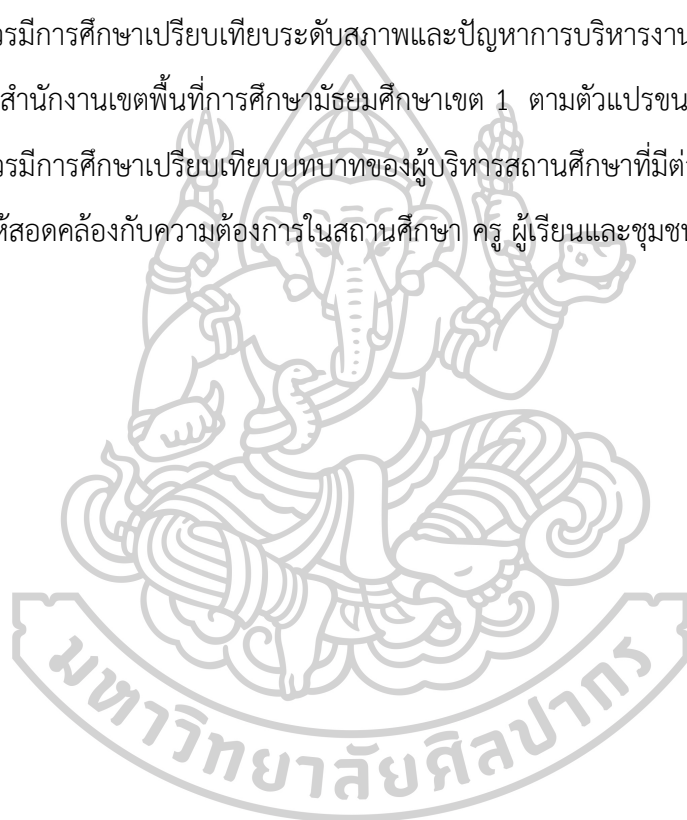 วรมีการศึกษาเปรียบเทียบระดับสภาพและปัญหาการบริหารงาน
สำนักงานเขตพื้นที่การศึกษามัธยมศึกษาเขต 1 ตามตัวแปรขน
วรมีการศึกษาเปรียบเทียบบทบาทของผู้บริหารสถานศึกษาที่มีต่
ห้สอดคล้องกับความต้องการในสถานศึกษา ครู ผู้เรียนและชุมช
มหาวิทยาลัยศิลปากร